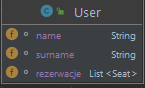 User
name String
surname String
rezerwacje List <Seat>